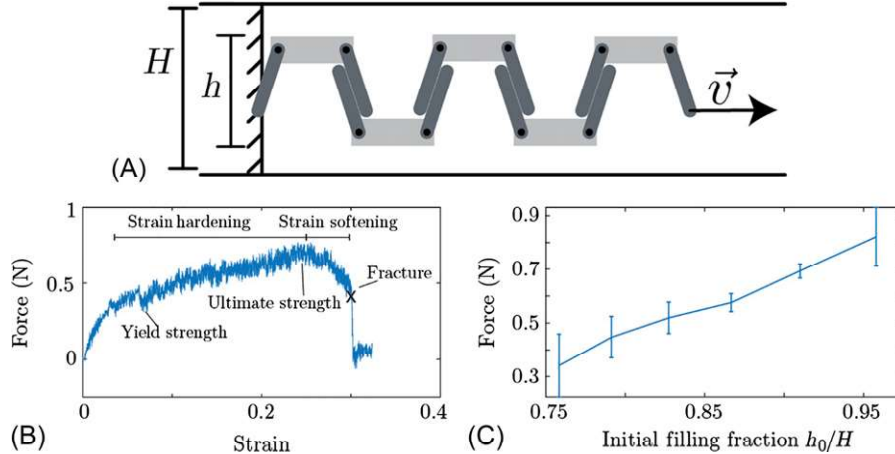 H
h
v
(A)
1
0.5
0
0
0.2
0.4
Force (N)
Strain
Strain hardening
Strain softening
Fracture
Ultimate strength
Yield strength
(B)
0.9
0.7
0.5
0.3
0.75
0.85
0.95
Force (N)
Initial filling fraction h₀/H
(C)